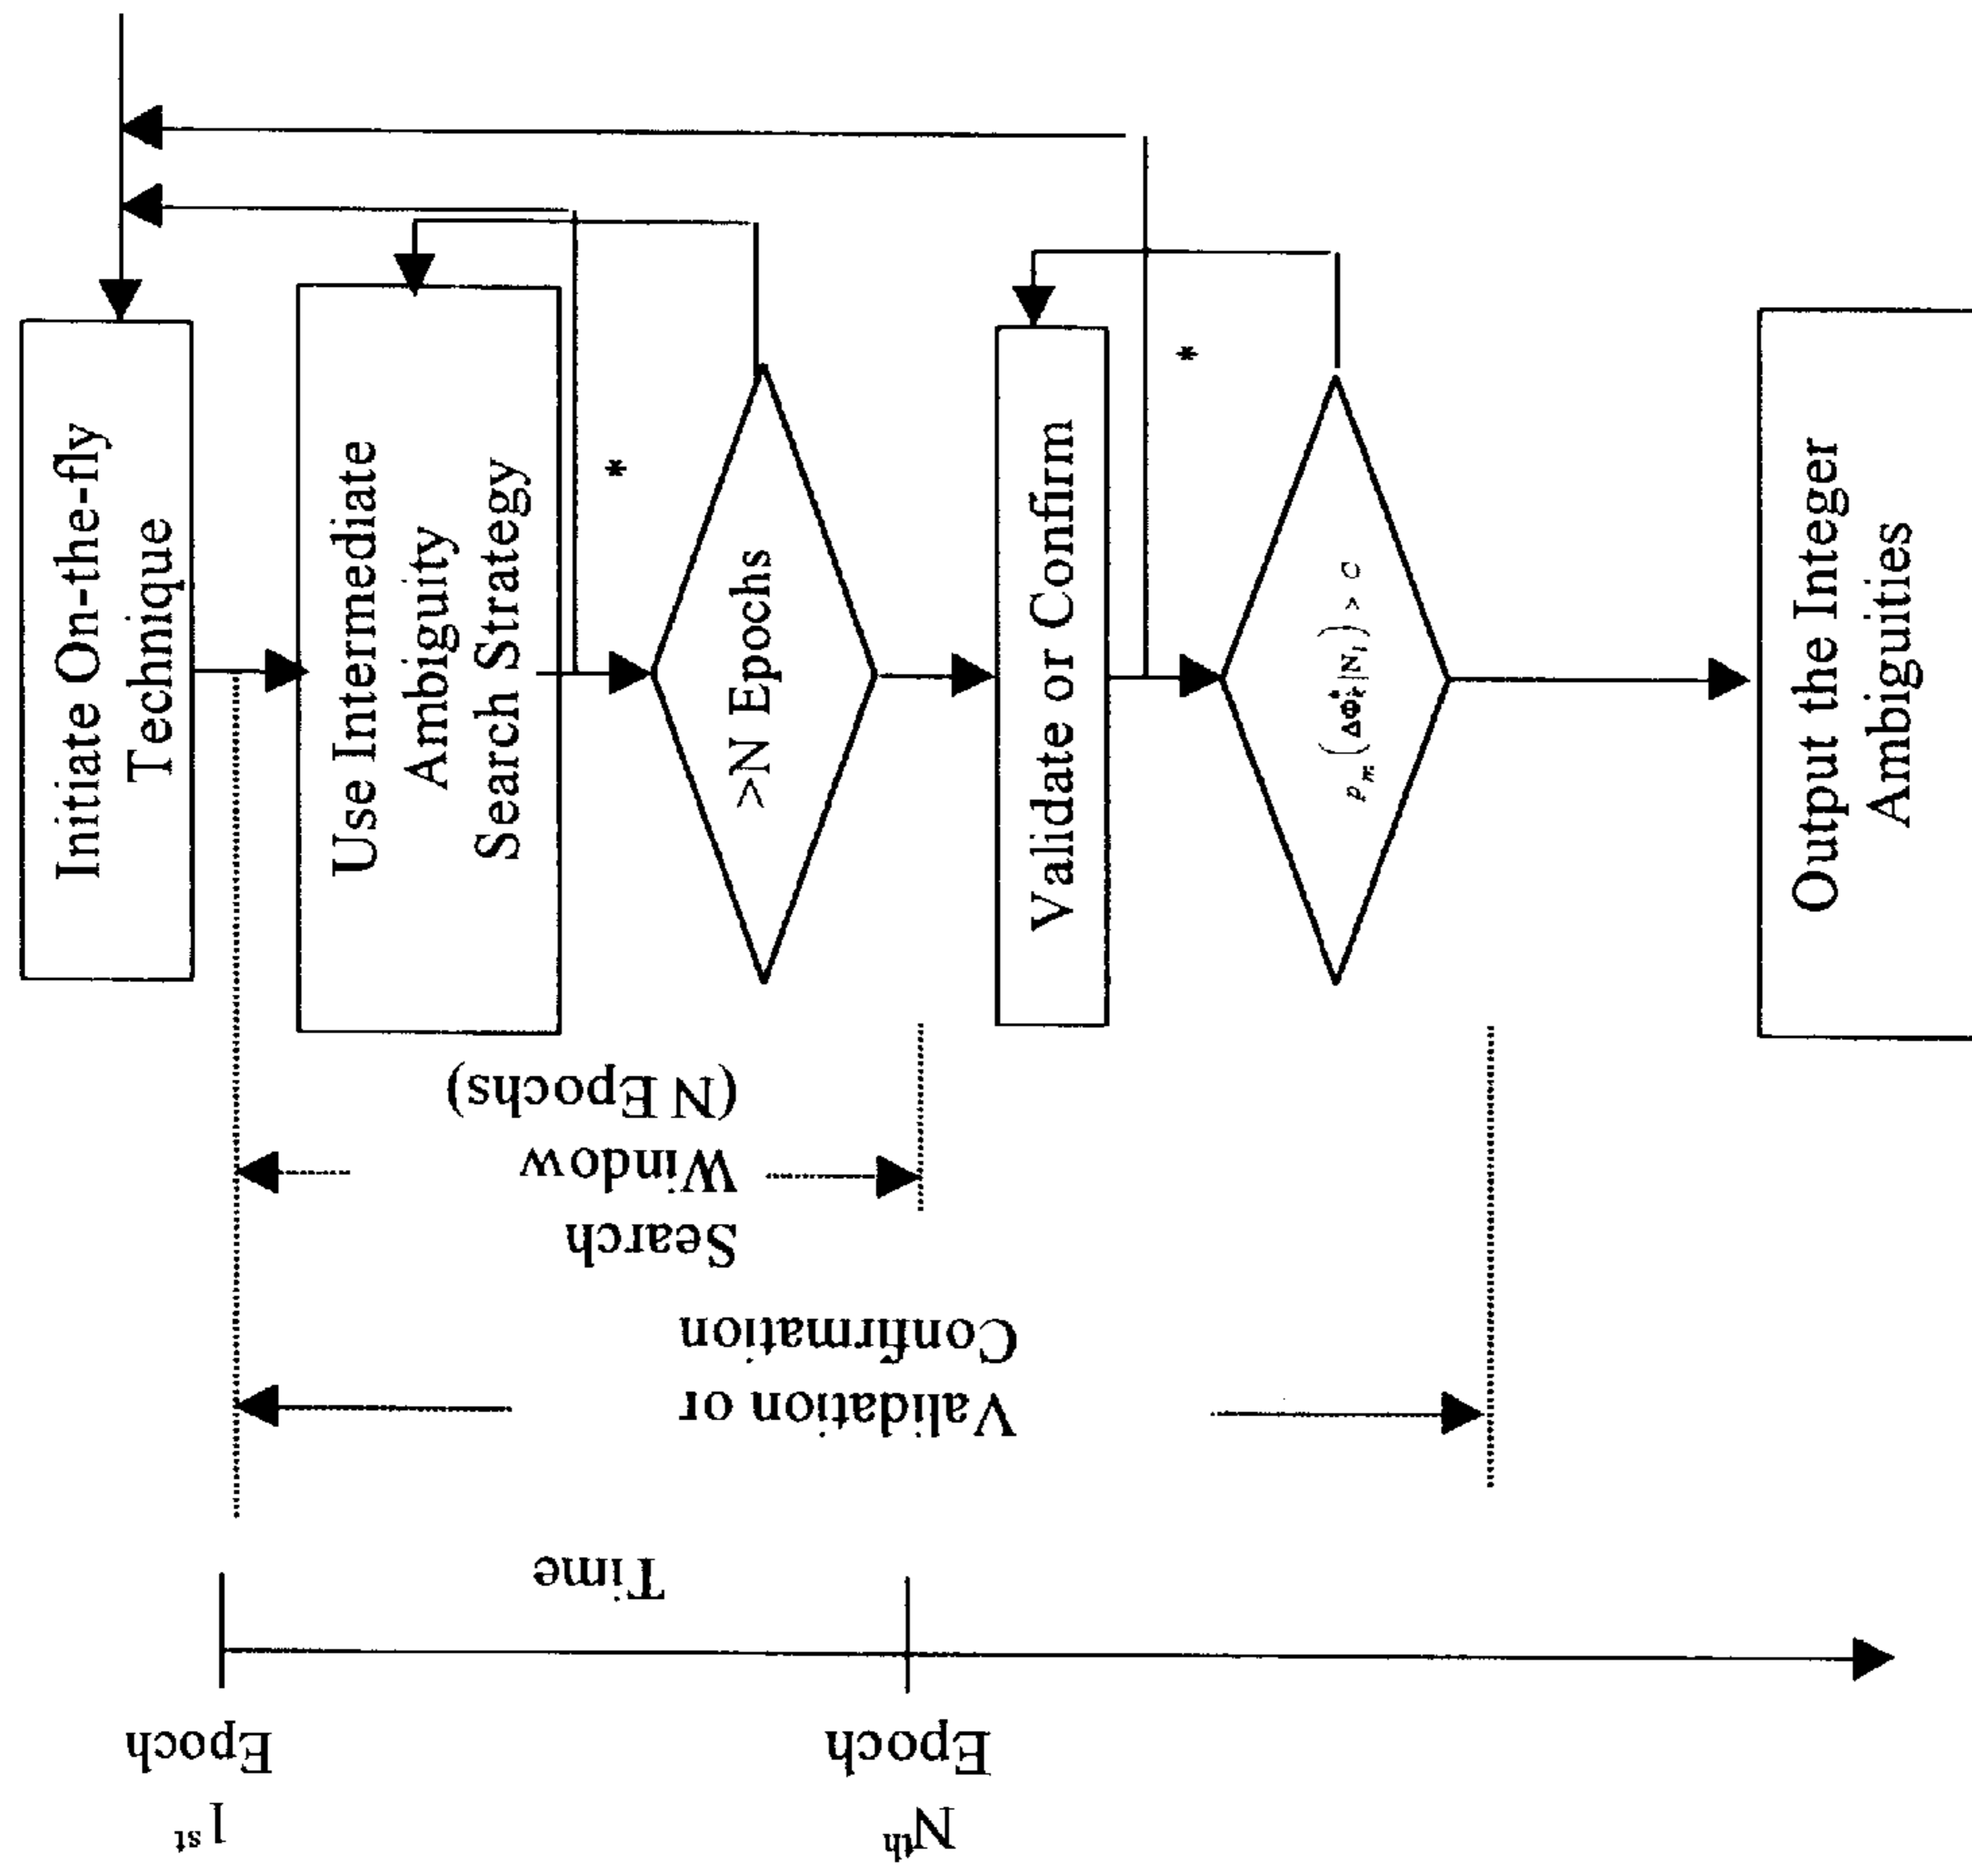 Initiate On-the-fly
Technique
Use Intermediate
Ambiguity
Search Strategy
*
>N Epochs
Validate or Confirm
*
> C
Output the Integer
Ambiguities
Search
Window
(N Epochs)
Validation or
Confirmation
Time
1st
Epoch
Nth
Epoch